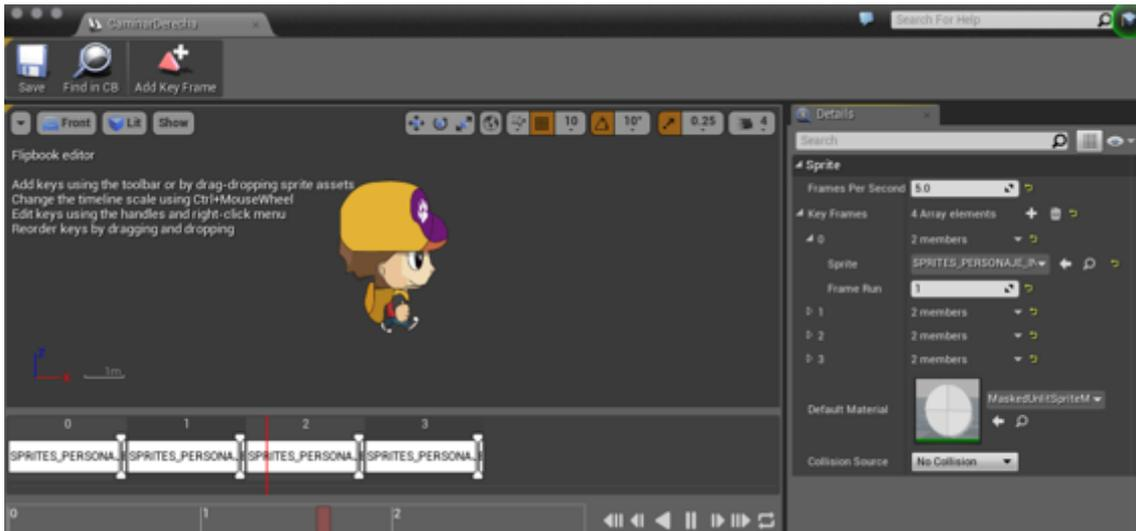 CaminarDerecha
Search For Help
Save
Find in CB
Add Key Frame
Front
Lit
Show
10
10°
0.25
4
Flipbook editor
Add keys using the toolbar or by drag-dropping sprite assets
Change the timeline scale using Ctrl+MouseWheel
Edit keys using the handles and right-click menu
Reorder keys by dragging and dropping
Z
X
1m
0 1 2 3
SPRITES_PERSONA... SPRITES_PERSONA... SPRITES_PERSONA... SPRITES_PERSONA...
0 1 2
Details
Search
Sprite
Frames Per Second 5.0
Key Frames 4 Array elements
0 2 members
Sprite SPRITES_PERSONAJE_IN
Frame Run 1
1 2 members
2 2 members
3 2 members
Default Material MaskedUnlitSpriteM
Collision Source No Collision